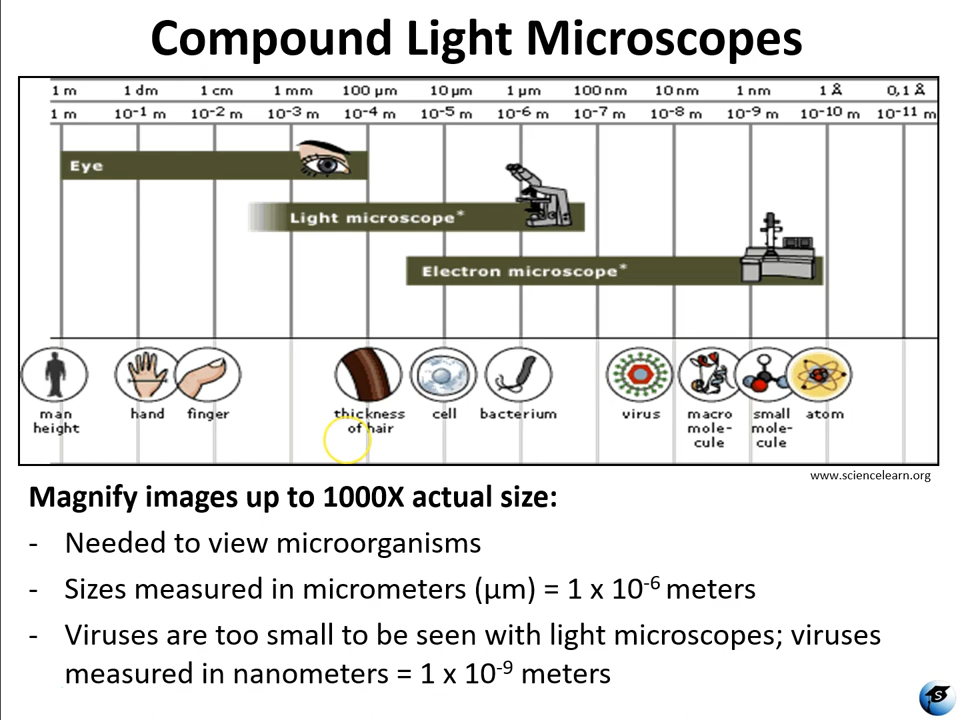 Compound Light Microscopes
1 m 1 dm 1 cm 1 mm 100 µm 10 µm 1 µm 100 nm 10 nm 1 nm 1 Å 0,1 Å
1 m 10⁻¹ m 10⁻² m 10⁻³ m 10⁻⁴ m 10⁻⁵ m 10⁻⁶ m 10⁻⁷ m 10⁻⁸ m 10⁻⁹ m 10⁻¹⁰ m 10⁻¹¹ m
Eye
Light microscope*
Electron microscope*
man hand finger thickness cell bacterium virus macro small atom
height of hair mole- mole-
cule cule
www.sciencelearn.org
Magnify images up to 1000X actual size:
- Needed to view microorganisms
- Sizes measured in micrometers (µm) = 1 x 10⁻⁶ meters
- Viruses are too small to be seen with light microscopes; viruses
measured in nanometers = 1 x 10⁻⁹ meters
S